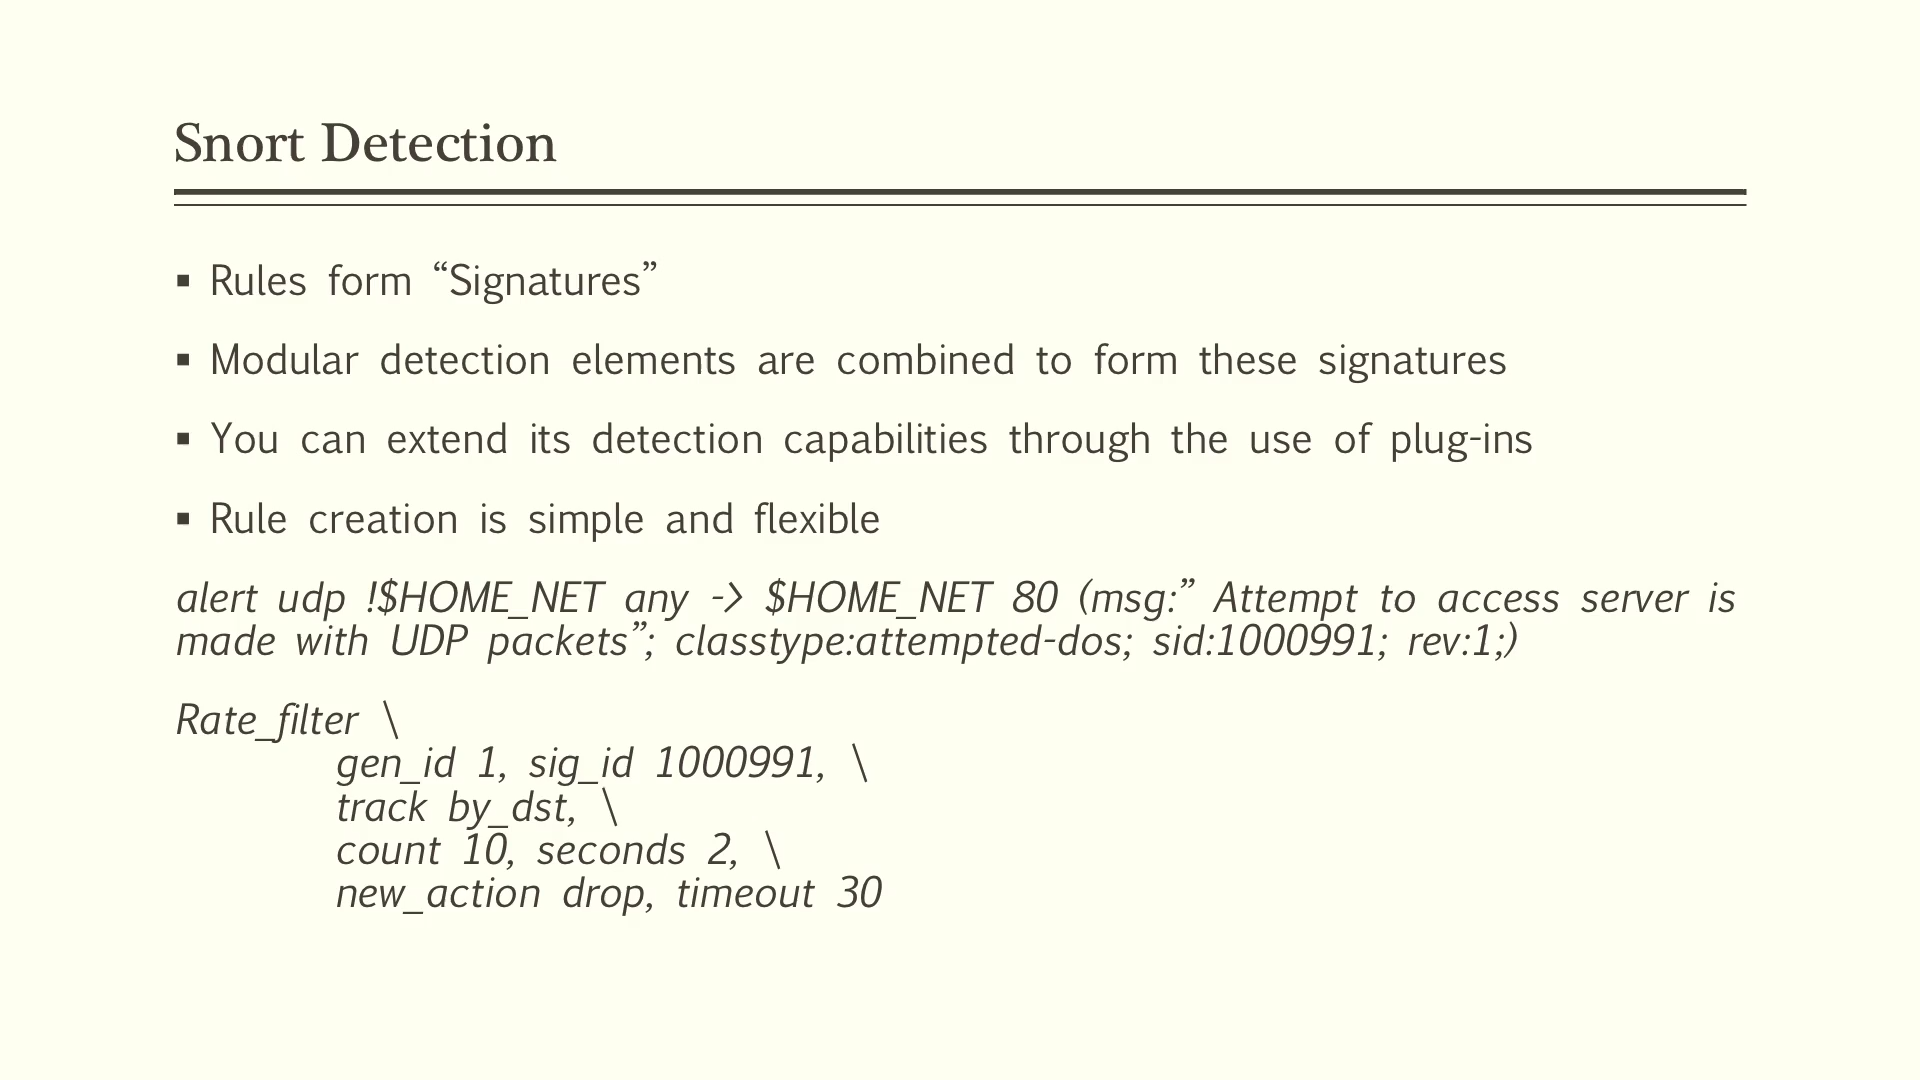 Snort Detection
▪ Rules form “Signatures”
▪ Modular detection elements are combined to form these signatures
▪ You can extend its detection capabilities through the use of plug-ins
▪ Rule creation is simple and flexible
alert udp !$HOME_NET any -> $HOME_NET 80 (msg:” Attempt to access server is
made with UDP packets”; classtype:attempted-dos; sid:1000991; rev:1;)
Rate_filter \
gen_id 1, sig_id 1000991, \
track by_dst, \
count 10, seconds 2, \
new_action drop, timeout 30